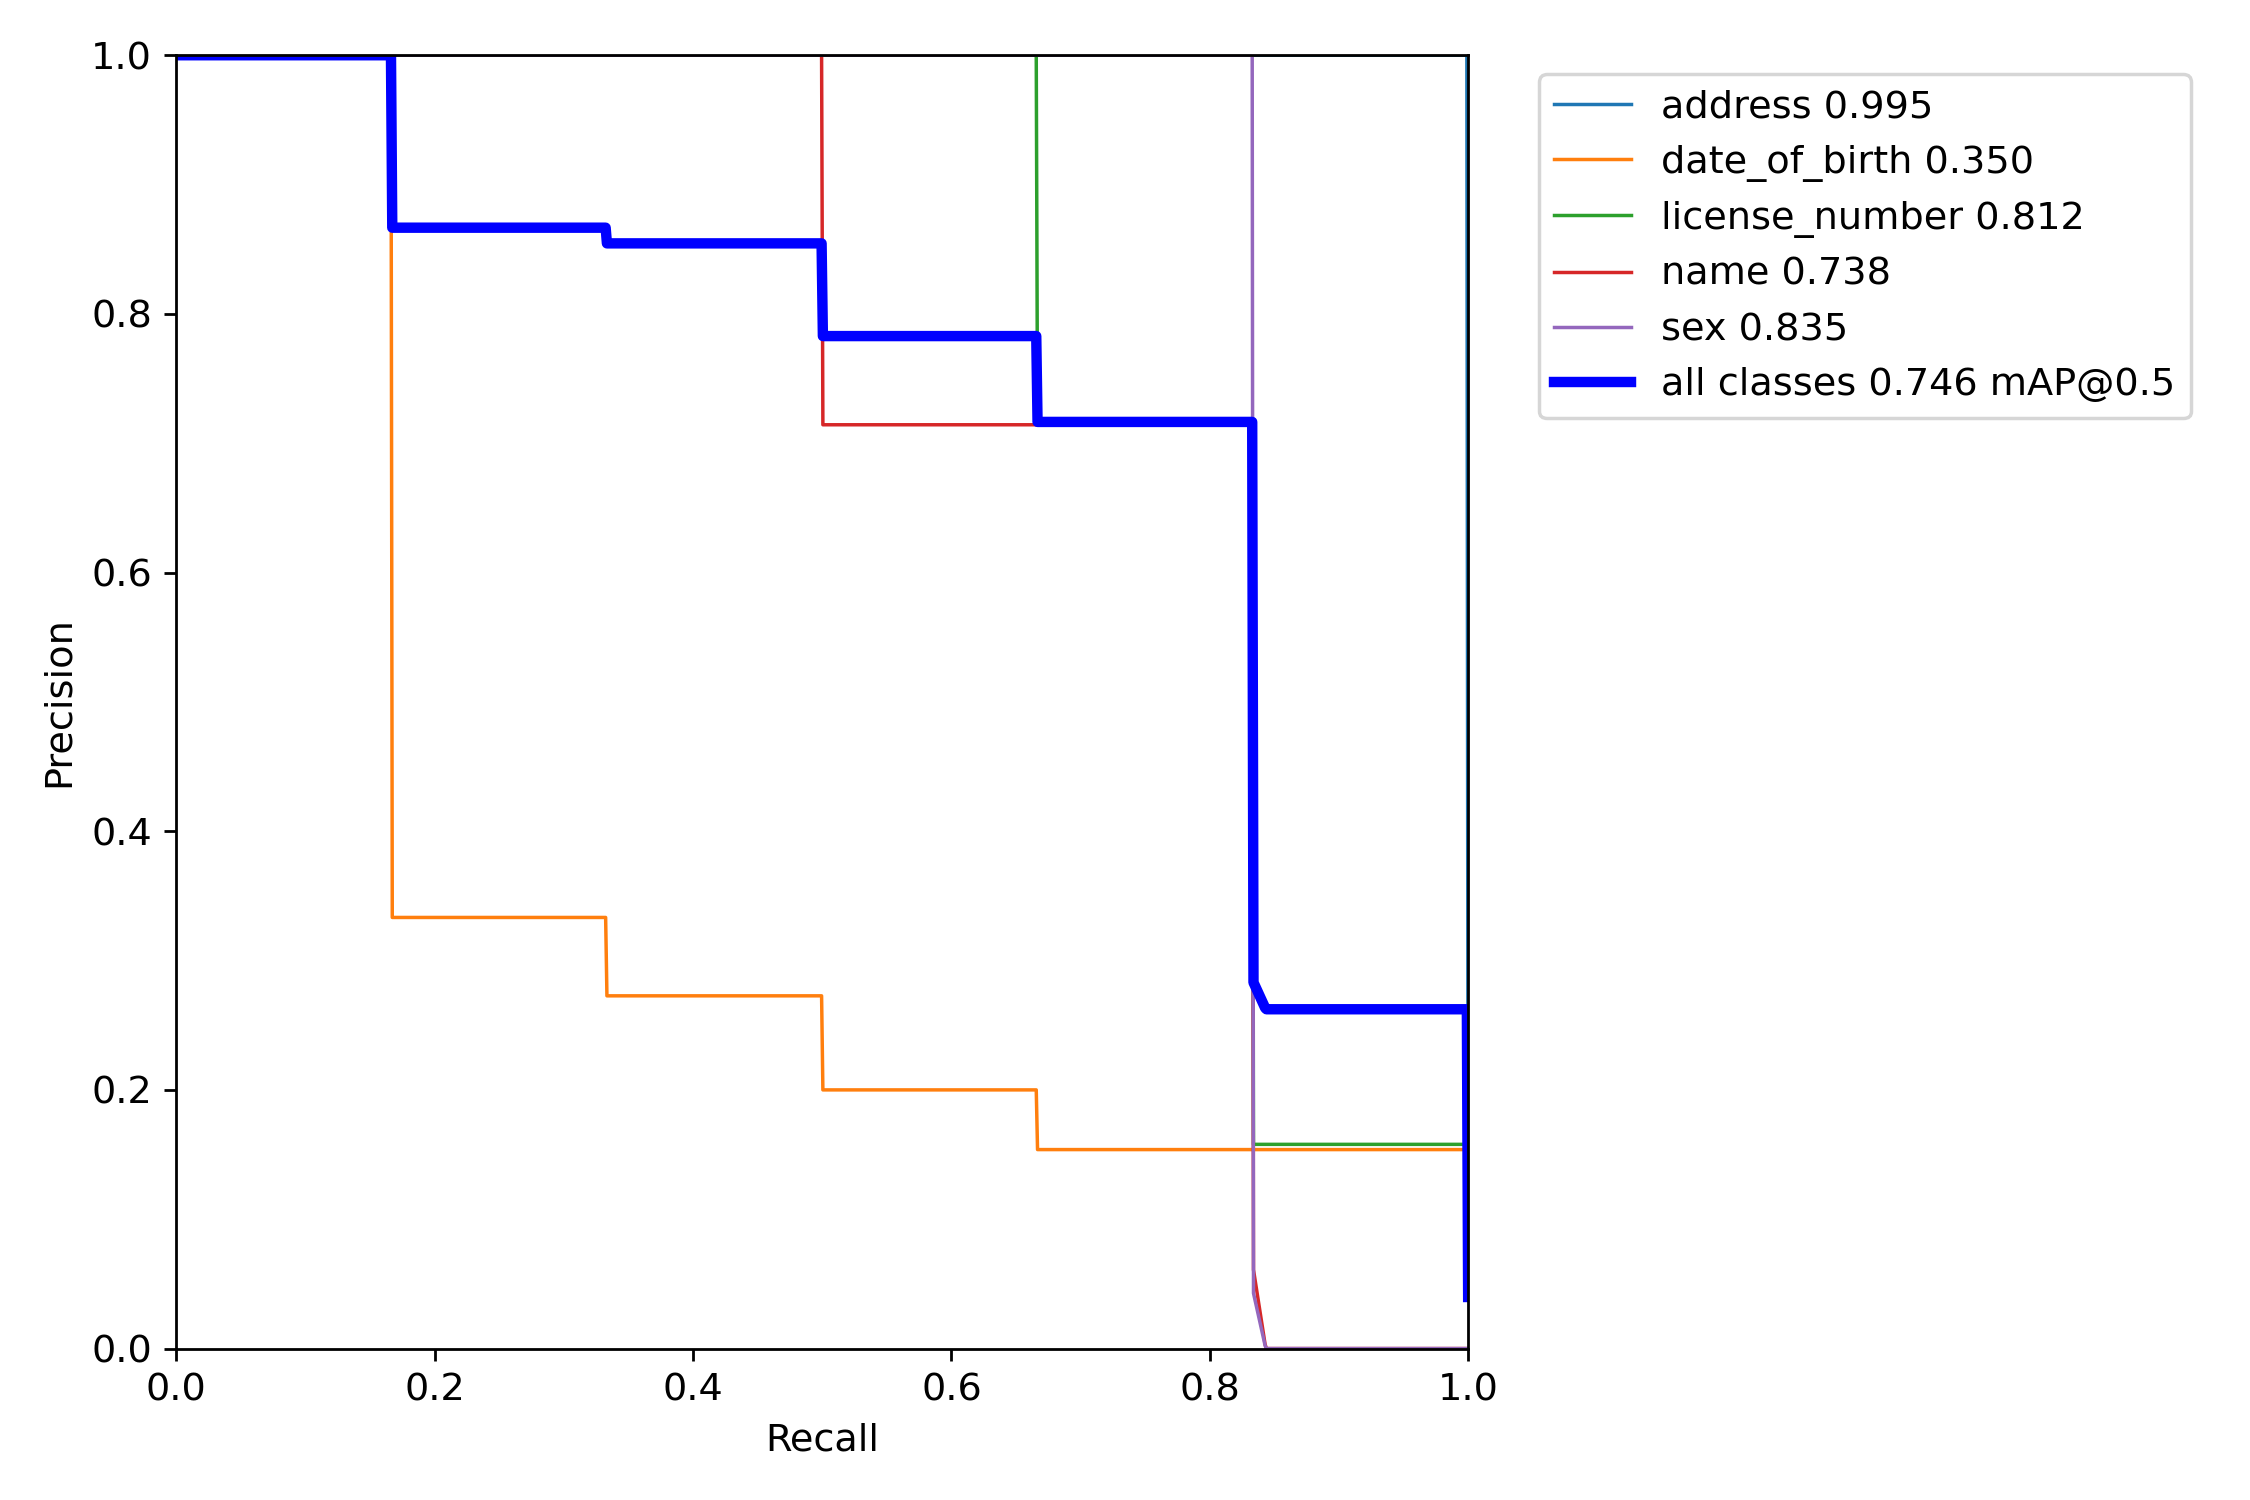 1.0
0.8
0.6
0.4
0.2
0.0
Precision
0.0 0.2 0.4 0.6 0.8 1.0
Recall
address 0.995
date_of_birth 0.350
license_number 0.812
name 0.738
sex 0.835
all classes 0.746 mAP@0.5